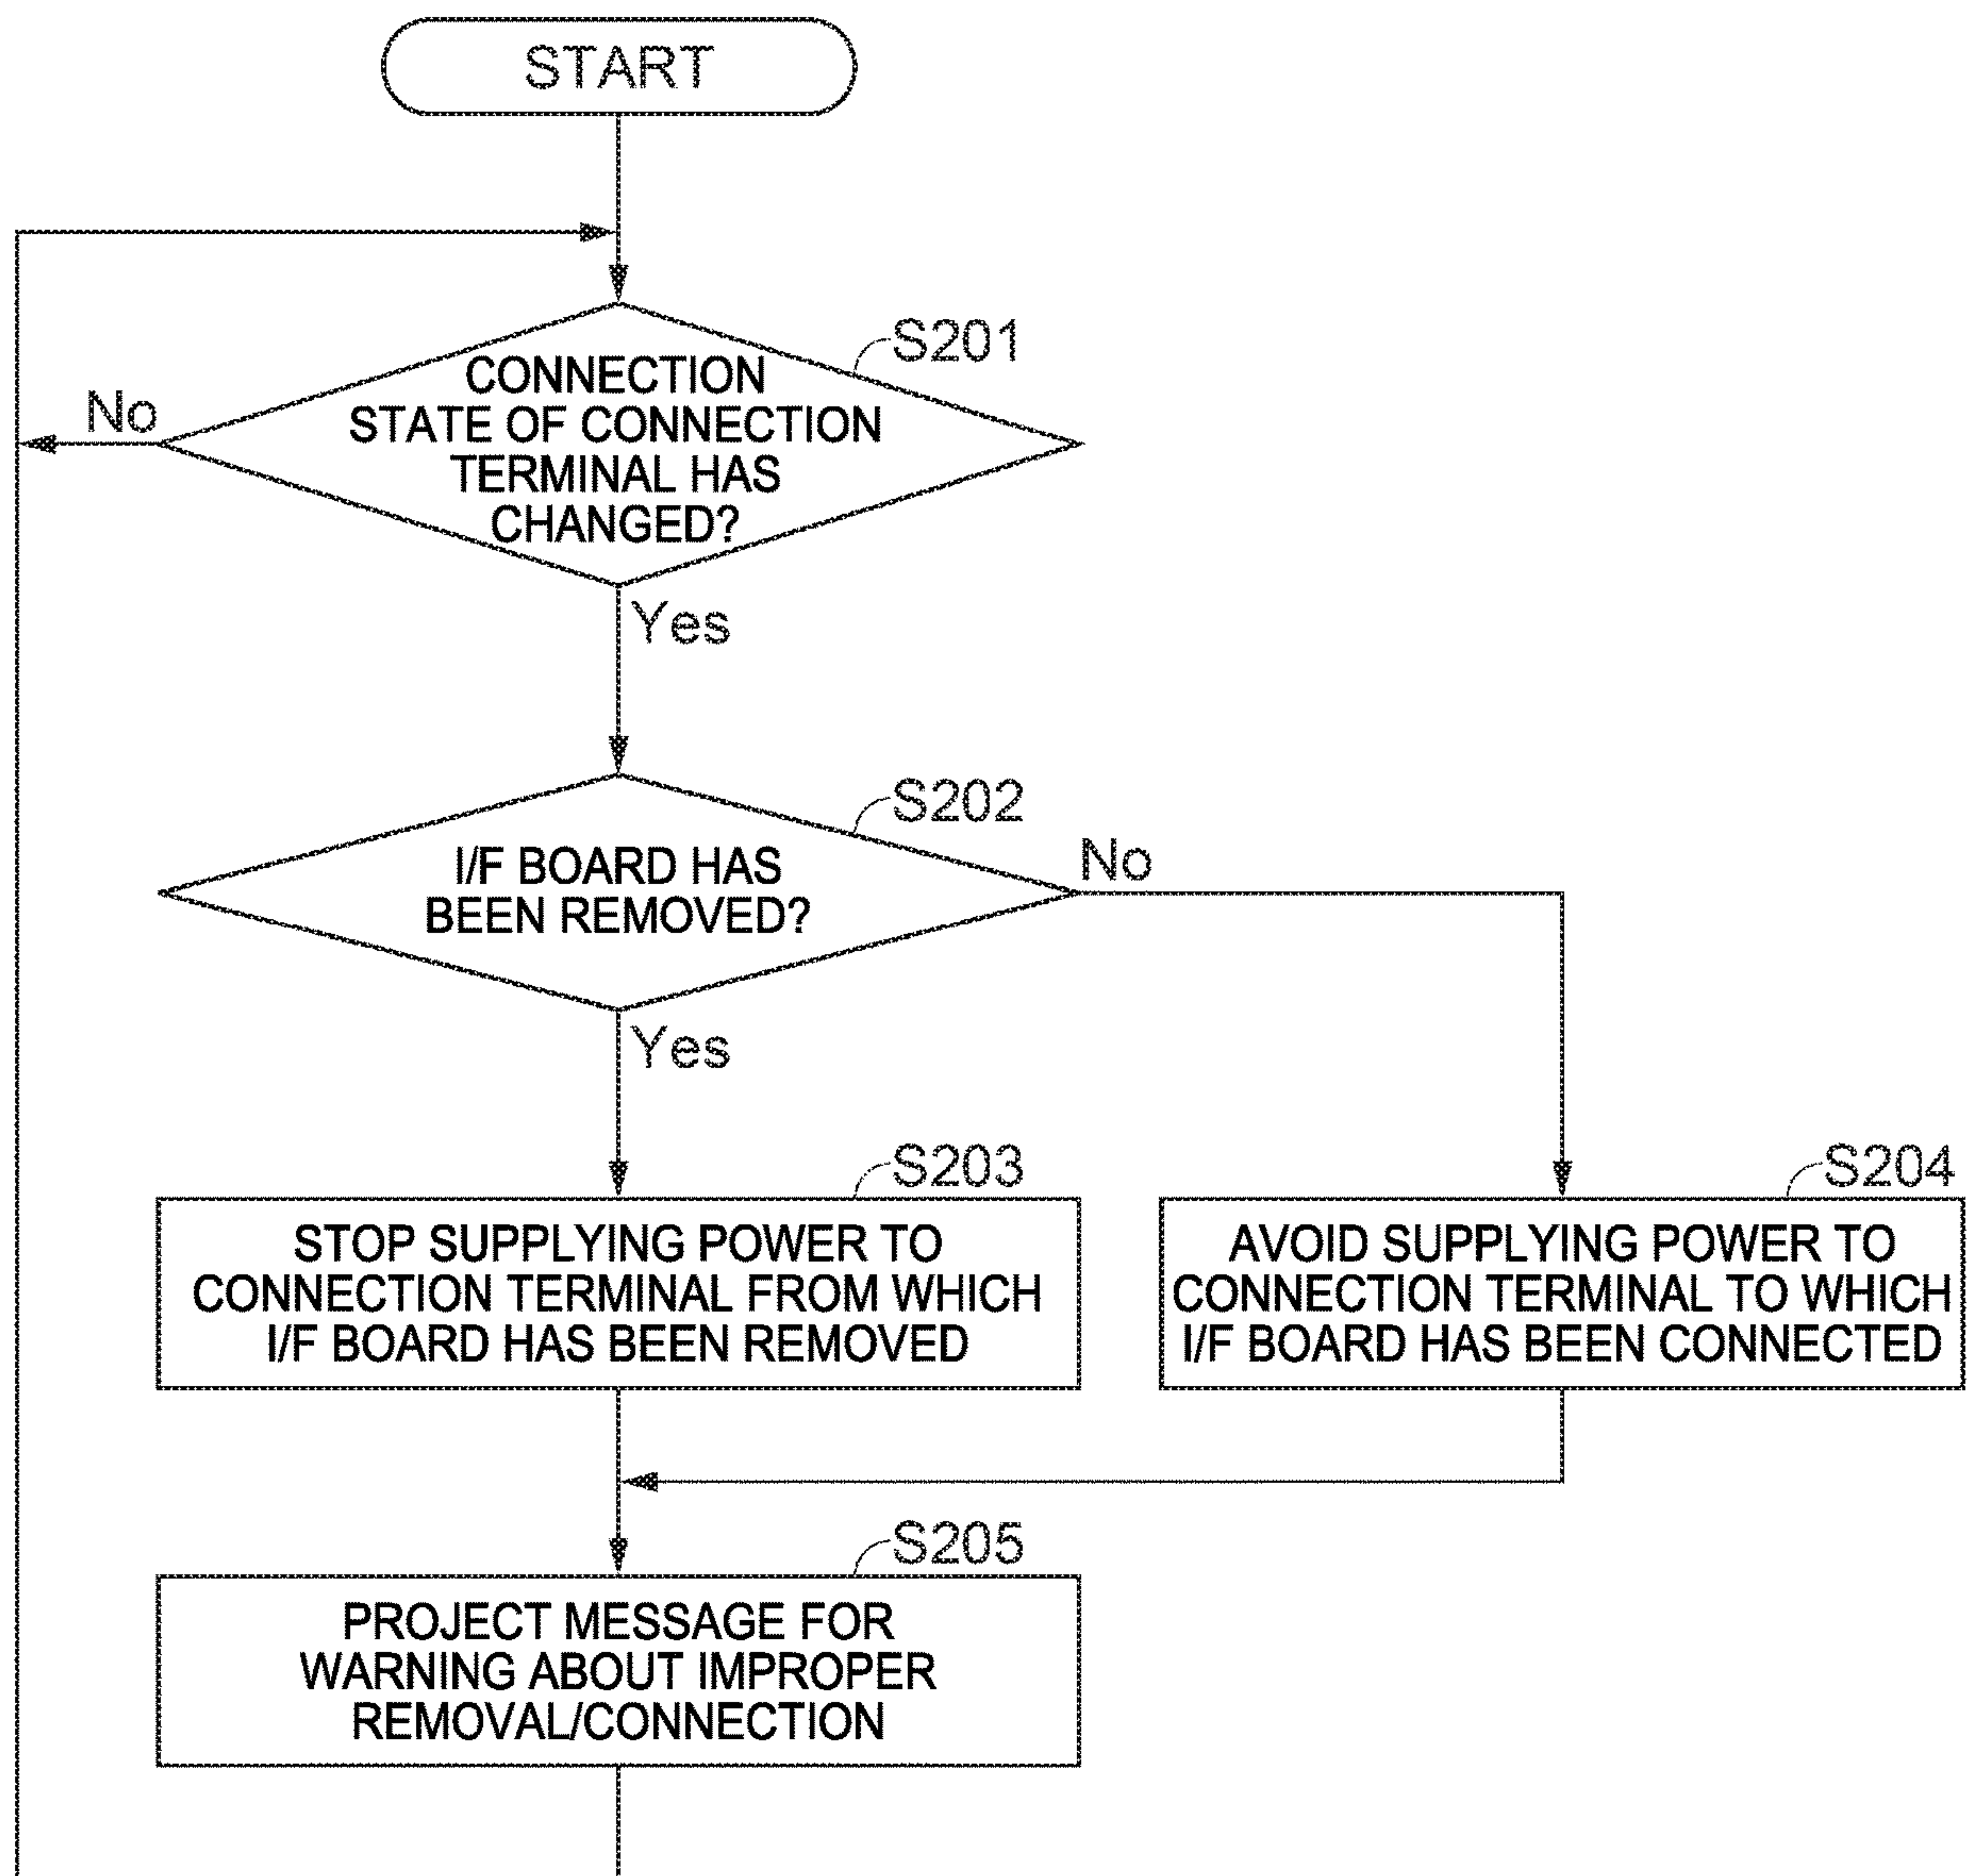 START
S201
CONNECTION
STATE OF CONNECTION
TERMINAL HAS
CHANGED?
No
Yes
S202
I/F BOARD HAS
BEEN REMOVED?
No
Yes
S203
STOP SUPPLYING POWER TO
CONNECTION TERMINAL FROM WHICH
I/F BOARD HAS BEEN REMOVED
S204
AVOID SUPPLYING POWER TO
CONNECTION TERMINAL TO WHICH
I/F BOARD HAS BEEN CONNECTED
S205
PROJECT MESSAGE FOR
WARNING ABOUT IMPROPER
REMOVAL/CONNECTION